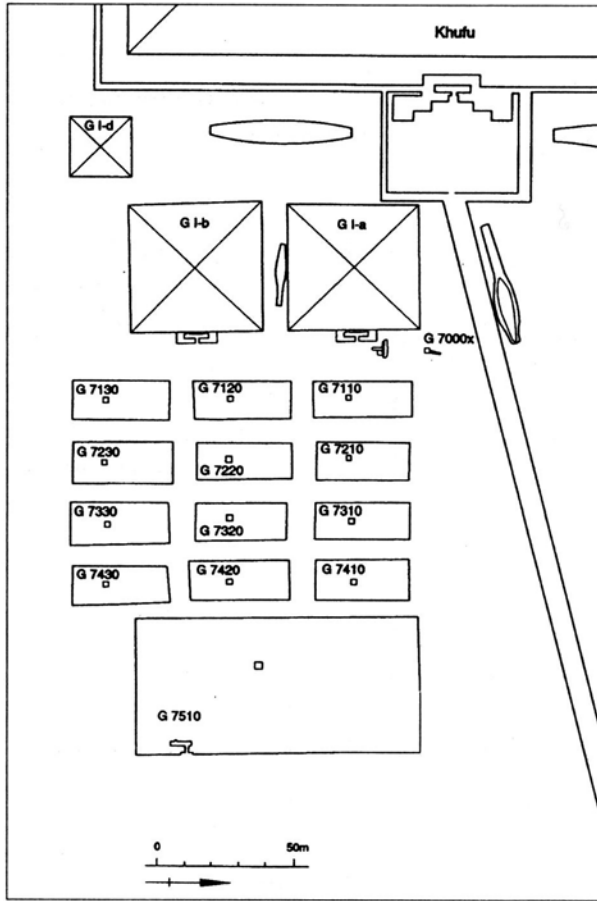 Khufu
G I-d
G I-b
G I-a
G 7000x
G 7130
G 7120
G 7110
G 7230
G 7220
G 7210
G 7330
G 7320
G 7310
G 7430
G 7420
G 7410
G 7510
0 50m